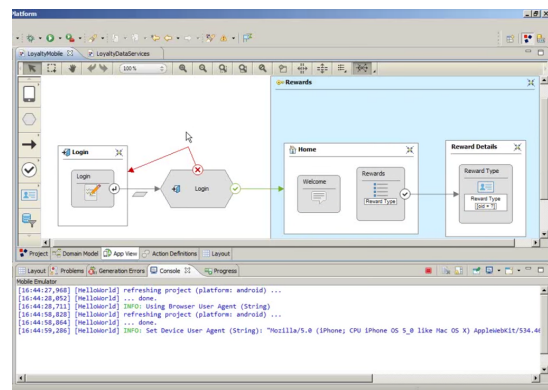 Platform
LoyaltyMobile
LoyaltyDataServices
100%
Rewards
Login
Login
Login
Home
Welcome
Rewards
Reward Type
Reward Details
Reward Type
Reward Type
[oid = ?]
Project
Domain Model
App View
Action Definitions
Layout
Layout
Problems
Generation Errors
Console
Progress
Mobile Emulator
[16:44:27,968] [HelloWorld] refreshing project (platform: android) ...
[16:44:28,052] [HelloWorld] ... done.
[16:44:28,711] [HelloWorld] INFO: Using Browser User Agent (String)
[16:44:58,828] [HelloWorld] refreshing project (platform: android) ...
[16:44:58,864] [HelloWorld] ... done.
[16:44:59,286] [HelloWorld] INFO: Set Device User Agent (String): "Mozilla/5.0 (iPhone; CPU iPhone OS 5_0 like Mac OS X) AppleWebKit/534.46